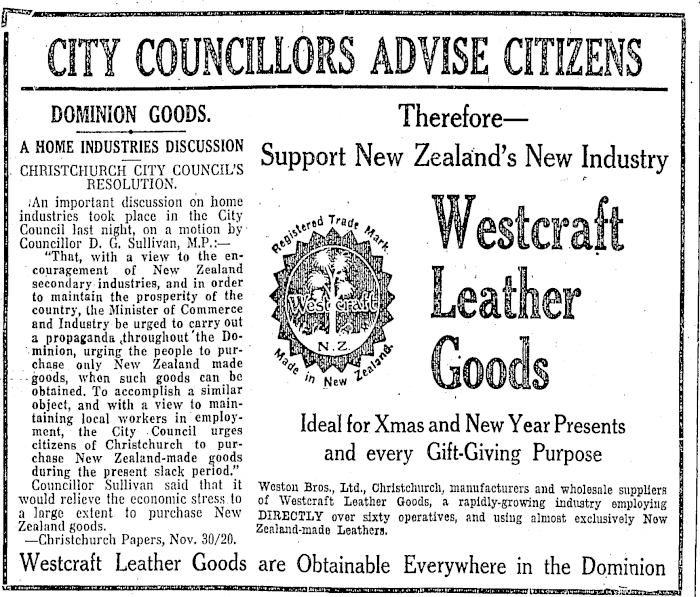 CITY COUNCILLORS ADVISE CITIZENS
DOMINION GOODS.
A HOME INDUSTRIES DISCUSSION
CHRISTCHURCH CITY COUNCIL'S
RESOLUTION.
An important discussion on home
industries took place in the City
Council last night, on a motion by
Councillor D. G. Sullivan, M.P.:—
"That, with a view to the en-
couragement of New Zealand
secondary industries, and in order
to maintain the prosperity of the
country, the Minister of Commerce
and Industry be urged to carry out
a propaganda throughout the Do-
minion, urging the people to pur-
chase only New Zealand made
goods, when such goods can be
obtained. To accomplish a similar
object, and with a view to main-
taining local workers in employ-
ment, the City Council urges
citizens of Christchurch to pur-
chase New Zealand-made goods
during the present slack period."
Councillor Sullivan said that it
would relieve the economic stress to
a large extent to purchase New
Zealand goods.
—Christchurch Papers, Nov. 30/20.
Therefore—
Support New Zealand's New Industry
Registered Trade Mark.
Westcraft
N.Z.
Made in New Zealand.
Westcraft
Leather
Goods
Ideal for Xmas and New Year Presents
and every Gift-Giving Purpose
Weston Bros., Ltd., Christchurch, manufacturers and wholesale suppliers
of Westcraft Leather Goods, a rapidly-growing industry employing
DIRECTLY over sixty operatives, and using almost exclusively New
Zealand-made Leathers.
Westcraft Leather Goods are Obtainable Everywhere in the Dominion